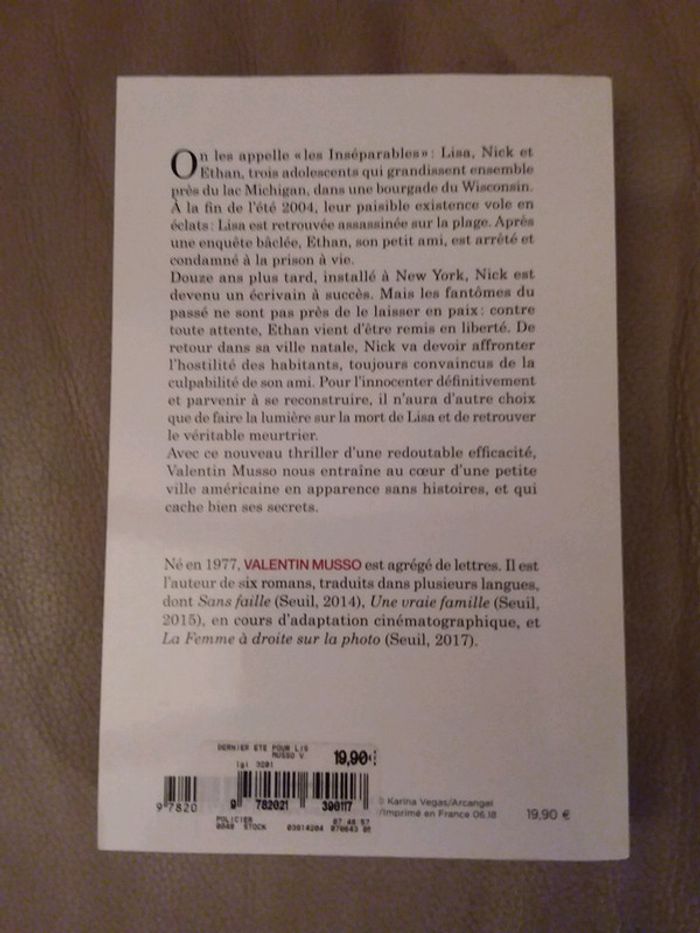 On les appelle «les Inséparables» : Lisa, Nick et
Ethan, trois adolescents qui grandissent ensemble
près du lac Michigan, dans une bourgade du Wisconsin.
À la fin de l'été 2004, leur paisible existence vole en
éclats : Lisa est retrouvée assassinée sur la plage. Après
une enquête bâclée, Ethan, son petit ami, est arrêté et
condamné à la prison à vie.
Douze ans plus tard, installé à New York, Nick est
devenu un écrivain à succès. Mais les fantômes du
passé ne sont pas près de le laisser en paix : contre
toute attente, Ethan vient d'être remis en liberté. De
retour dans sa ville natale, Nick va devoir affronter
l'hostilité des habitants, toujours convaincus de la
culpabilité de son ami. Pour l'innocenter définitivement
et parvenir à se reconstruire, il n'aura d'autre choix
que de faire la lumière sur la mort de Lisa et de retrouver
le véritable meurtrier.
Avec ce nouveau thriller d'une redoutable efficacité,
Valentin Musso nous entraîne au cœur d'une petite
ville américaine en apparence sans histoires, et qui
cache bien ses secrets.
Né en 1977, VALENTIN MUSSO est agrégé de lettres. Il est
l'auteur de six romans, traduits dans plusieurs langues,
dont Sans faille (Seuil, 2014), Une vraie famille (Seuil,
2015), en cours d'adaptation cinématographique, et
La Femme à droite sur la photo (Seuil, 2017).
DERNIER ETE POUR LIS
MUSSO V
19,90€
lgi 3201
9 7820
9 782021 390117
POLICIER
07 48 57
0040 STOCK 03014204
© Karina Vegas/Arcangel
/Imprimé en France 06.18
19,90 €